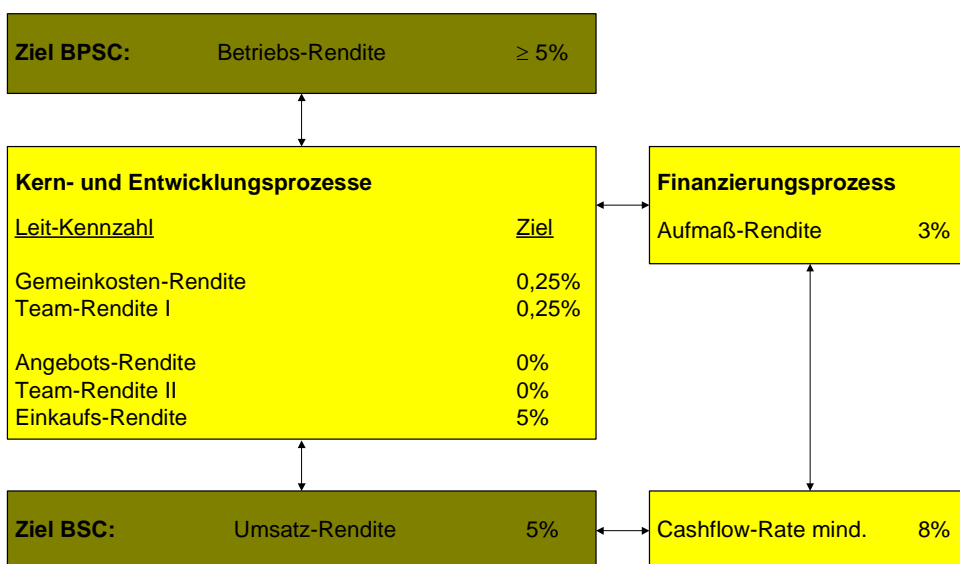 Ziel BPSC: Betriebs-Rendite ≥ 5%
Kern- und Entwicklungsprozesse
Leit-Kennzahl Ziel
Gemeinkosten-Rendite 0,25%
Team-Rendite I 0,25%
Angebots-Rendite 0%
Team-Rendite II 0%
Einkaufs-Rendite 5%
Finanzierungsprozess
Aufmaß-Rendite 3%
Ziel BSC: Umsatz-Rendite 5%
Cashflow-Rate mind. 8%